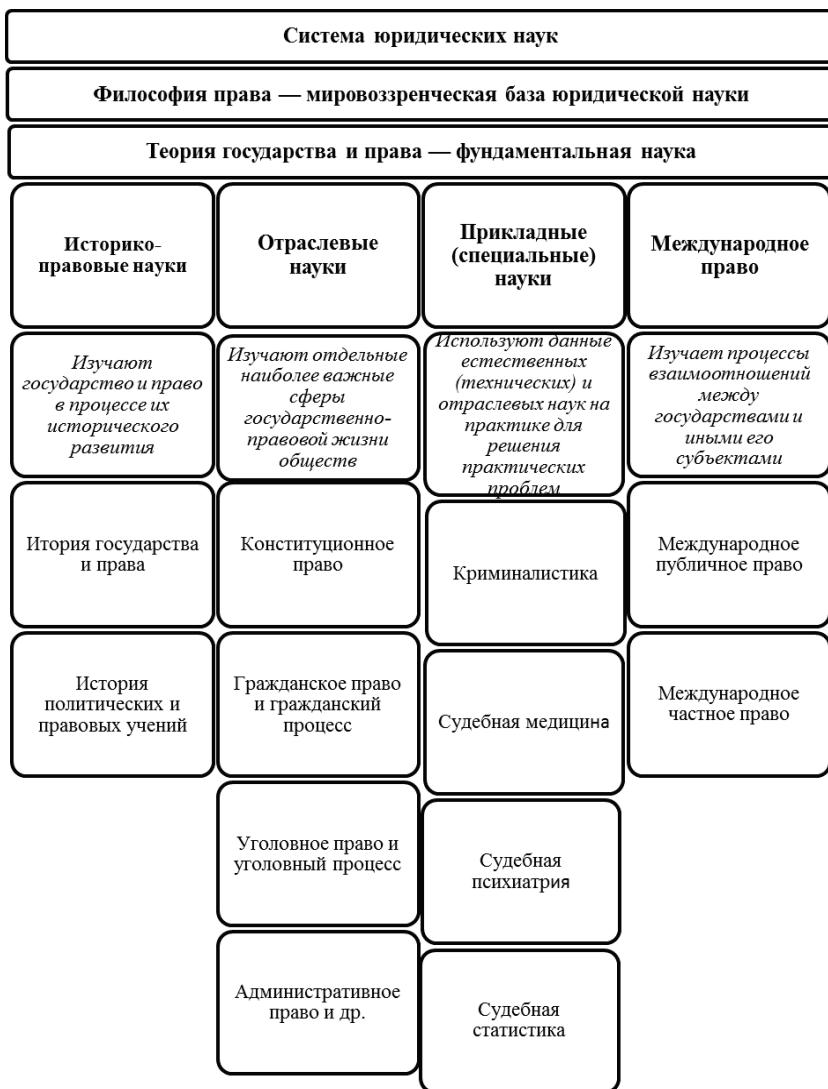 Система юридических наук
Философия права — мировоззренческая база юридической науки
Теория государства и права — фундаментальная наука
Историко-
правовые науки
Изучают
государство и право
в процессе их
исторического
развития
Итория государства
и права
История
политических и
правовых учений
Отраслевые
науки
Изучают отдельные
наиболее важные
сферы
государственно-
правовой жизни
обществ
Конституционное
право
Гражданское право
и гражданский
процесс
Уголовное право и
уголовный процесс
Административное
право и др.
Прикладные
(специальные)
науки
Используют данные
естественных
(технических) и
отраслевых наук на
практике для
решения
практических
проблем
Криминалистика
Судебная медицина
Судебная
психиатрия
Судебная
статистика
Международное
право
Изучает процессы
взаимоотношений
между
государствами и
иными его
субъектами
Международное
публичное право
Международное
частное право